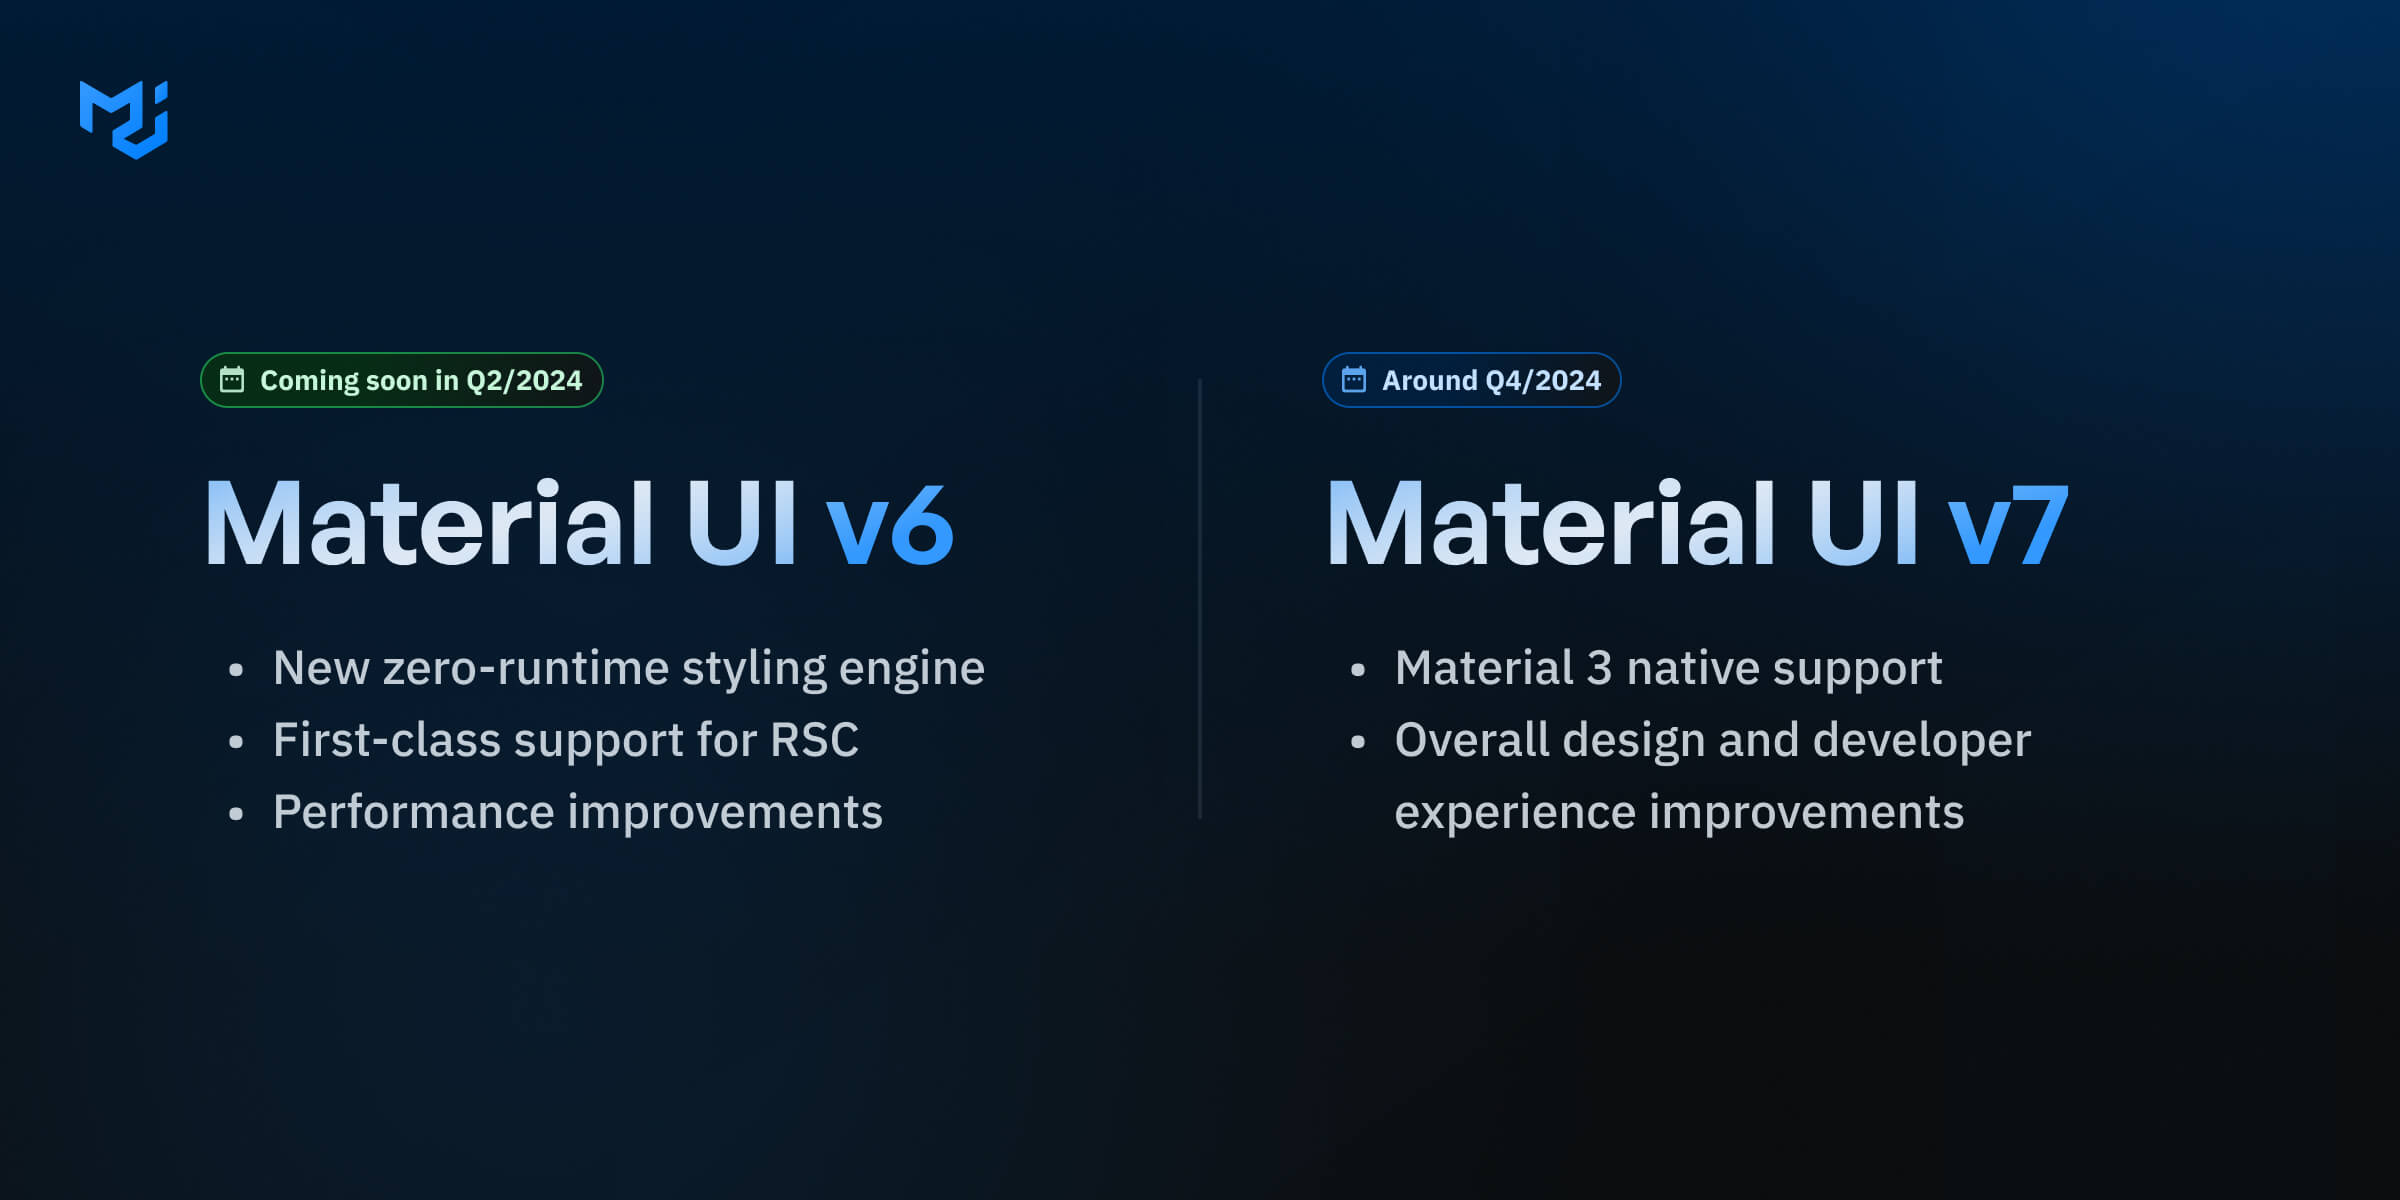 Coming soon in Q2/2024
Material UI v6
• New zero-runtime styling engine
• First-class support for RSC
• Performance improvements
Around Q4/2024
Material UI v7
• Material 3 native support
• Overall design and developer
experience improvements